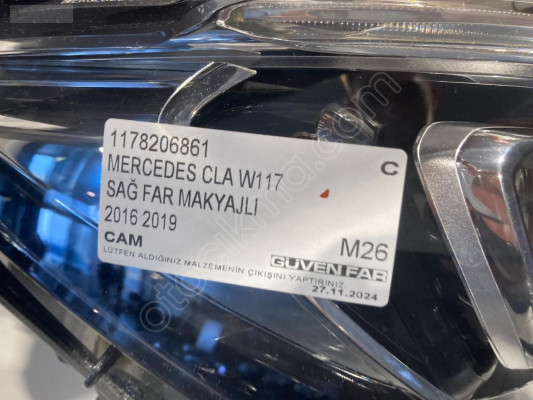 1178206861
C
MERCEDES CLA W117
SAĞ FAR MAKYAJLI
2016 2019
CAM
M26
LÜTFEN ALDIĞINIZ MALZEMENİN ÇIKIŞINI YAPTIRINIZ
GÜVEN FAR
27.11.2024